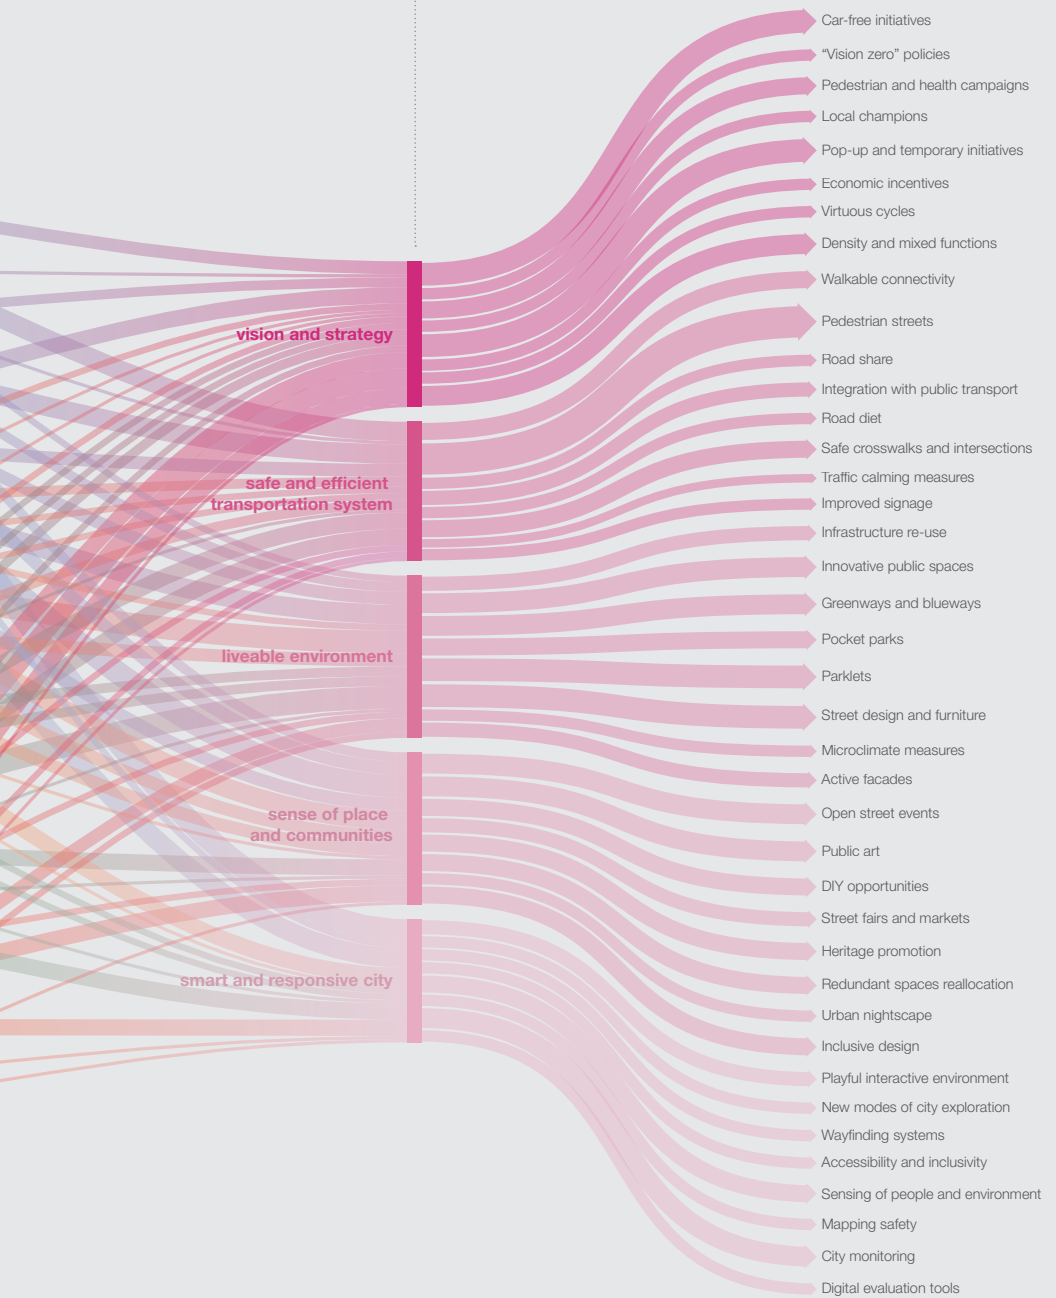 Car-free initiatives
“Vision zero” policies
Pedestrian and health campaigns
Local champions
Pop-up and temporary initiatives
Economic incentives
Virtuous cycles
Density and mixed functions
Walkable connectivity
Pedestrian streets
Road share
Integration with public transport
Road diet
Safe crosswalks and intersections
Traffic calming measures
Improved signage
Infrastructure re-use
Innovative public spaces
Greenways and blueways
Pocket parks
Parklets
Street design and furniture
Microclimate measures
Active facades
Open street events
Public art
DIY opportunities
Street fairs and markets
Heritage promotion
Redundant spaces reallocation
Urban nightscape
Inclusive design
Playful interactive environment
New modes of city exploration
Wayfinding systems
Accessibility and inclusivity
Sensing of people and environment
Mapping safety
City monitoring
Digital evaluation tools
vision and strategy
safe and efficient
transportation system
liveable environment
sense of place
and communities
smart and responsive city